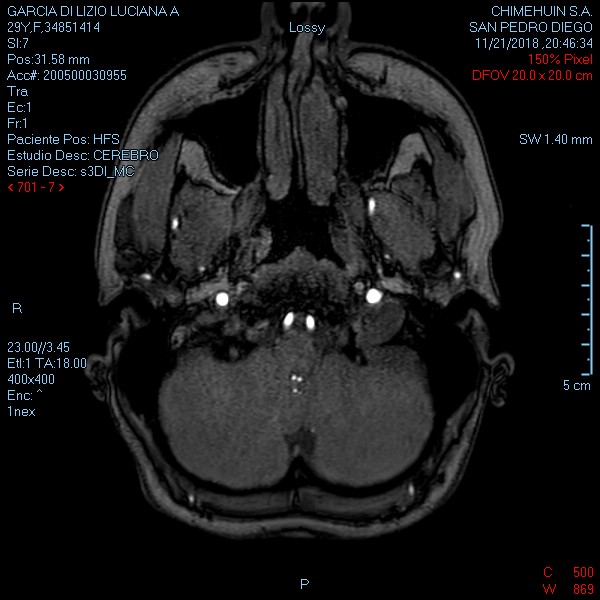 GARCIA DI LIZIO LUCIANA A
29Y,F,34851414
Sl:7
Pos:31.58 mm
Acc#: 200500030955
Tra
Ec:1
Fr:1
Paciente Pos: HFS
Estudio Desc: CEREBRO
Serie Desc: s3DI_MC
< 701 - 7 >
Lossy
CHIMEHUIN S.A.
SAN PEDRO DIEGO
11/21/2018 ,20:46:34
150% Pixel
DFOV 20.0 x 20.0 cm
SW 1.40 mm
R
23.00//3.45
Etl:1 TA:18.00
400x400
Enc: ^
1nex
5 cm
P
C 500
W 869